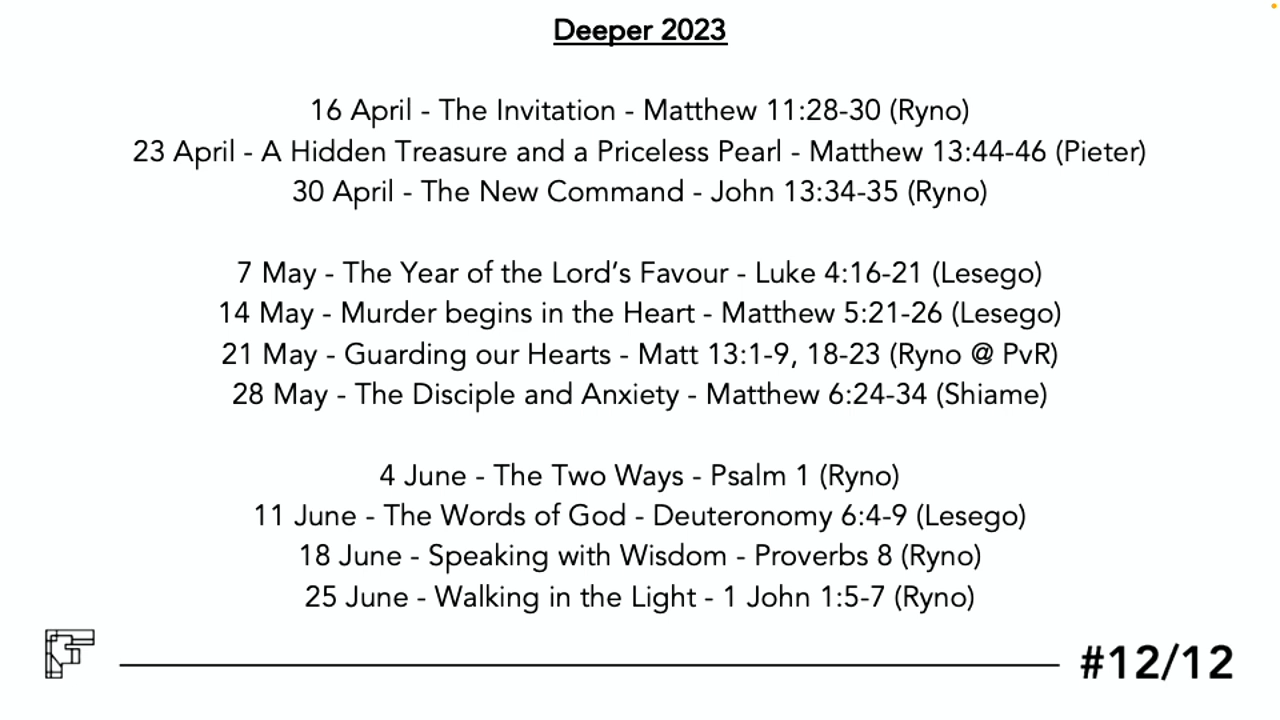 Deeper 2023
16 April - The Invitation - Matthew 11:28-30 (Ryno)
23 April - A Hidden Treasure and a Priceless Pearl - Matthew 13:44-46 (Pieter)
30 April - The New Command - John 13:34-35 (Ryno)
7 May - The Year of the Lord’s Favour - Luke 4:16-21 (Lesego)
14 May - Murder begins in the Heart - Matthew 5:21-26 (Lesego)
21 May - Guarding our Hearts - Matt 13:1-9, 18-23 (Ryno @ PvR)
28 May - The Disciple and Anxiety - Matthew 6:24-34 (Shiame)
4 June - The Two Ways - Psalm 1 (Ryno)
11 June - The Words of God - Deuteronomy 6:4-9 (Lesego)
18 June - Speaking with Wisdom - Proverbs 8 (Ryno)
25 June - Walking in the Light - 1 John 1:5-7 (Ryno)
#12/12